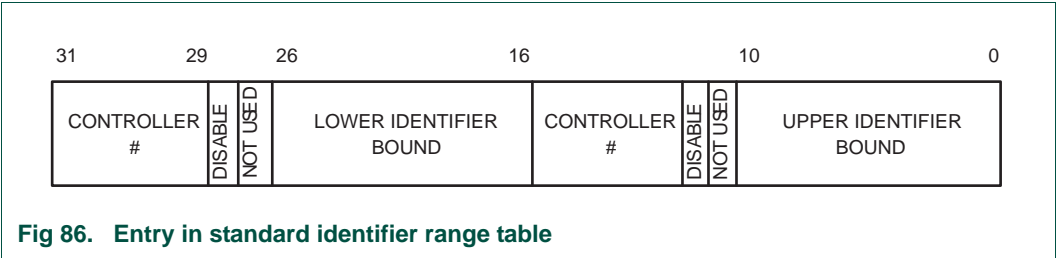 31 29 26 16 10 0
CONTROLLER # DISABLE NOT USED LOWER IDENTIFIER BOUND CONTROLLER # DISABLE NOT USED UPPER IDENTIFIER BOUND
Fig 86. Entry in standard identifier range table